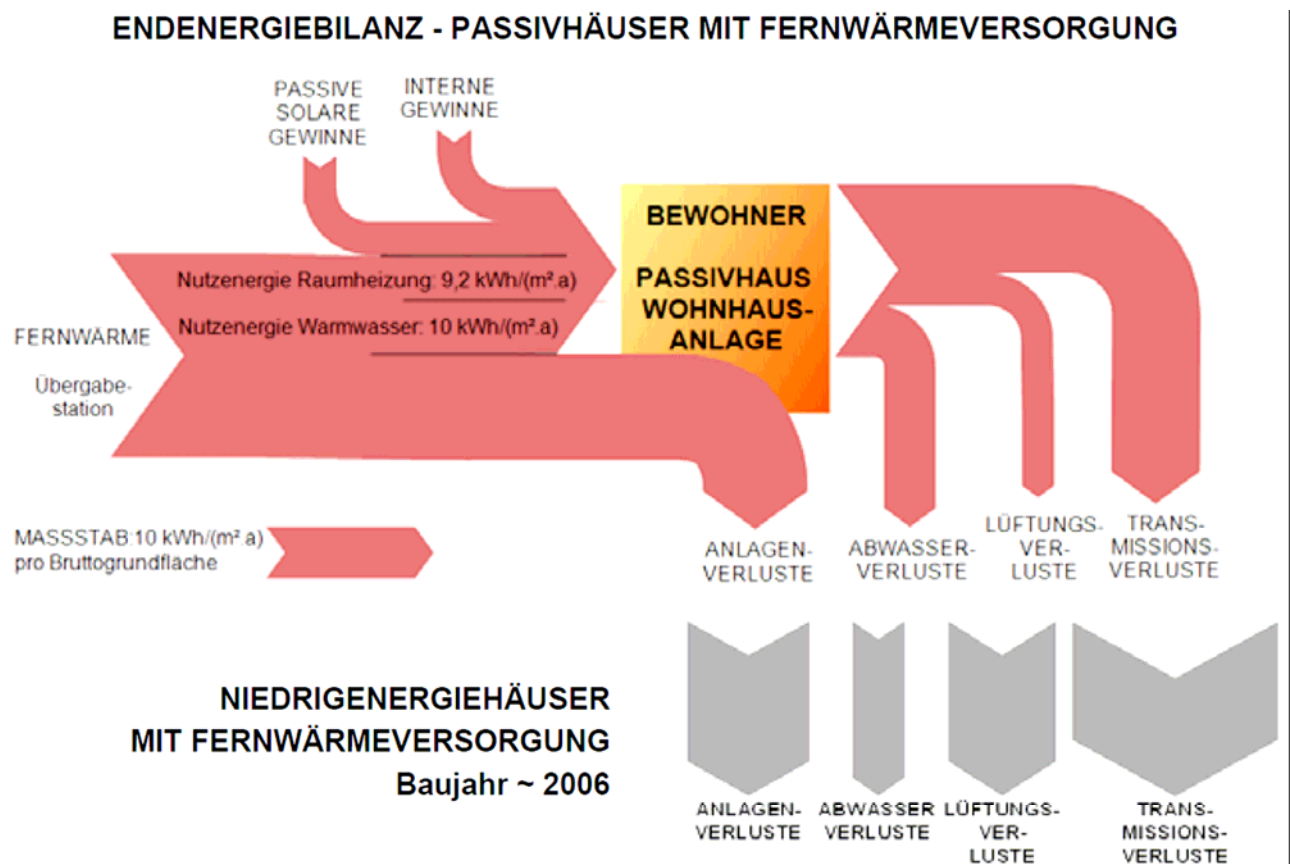 ENDENERGIEBILANZ - PASSIVHÄUSER MIT FERNWÄRMEVERSORGUNG
PASSIVE
SOLARE
GEWINNE
INTERNE
GEWINNE
BEWOHNER
PASSIVHAUS
WOHNHAUS-
ANLAGE
Nutzenergie Raumheizung: 9,2 kWh/(m².a)
Nutzenergie Warmwasser: 10 kWh/(m².a)
FERNWÄRME
Übergabe-
station
MASSSTAB:10 kWh/(m².a)
pro Bruttogrundfläche
ANLAGEN-
VERLUSTE
ABWASSER-
VERLUSTE
LÜFTUNGS-
VER-
LUSTE
TRANS-
MISSIONS-
VERLUSTE
NIEDRIGENERGIEHÄUSER
MIT FERNWÄRMEVERSORGUNG
Baujahr ~ 2006
ANLAGEN-
VERLUSTE
ABWASSER
VERLUSTE
LÜFTUNGS-
VER-
LUSTE
TRANS-
MISSIONS-
VERLUSTE